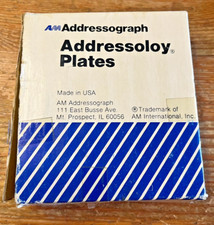 AM Addressograph
Addressoloy®
Plates
Made in USA
AM Addressograph
111 East Busse Ave.
Mt. Prospect, IL 60056
® Trademark of
AM International, Inc.